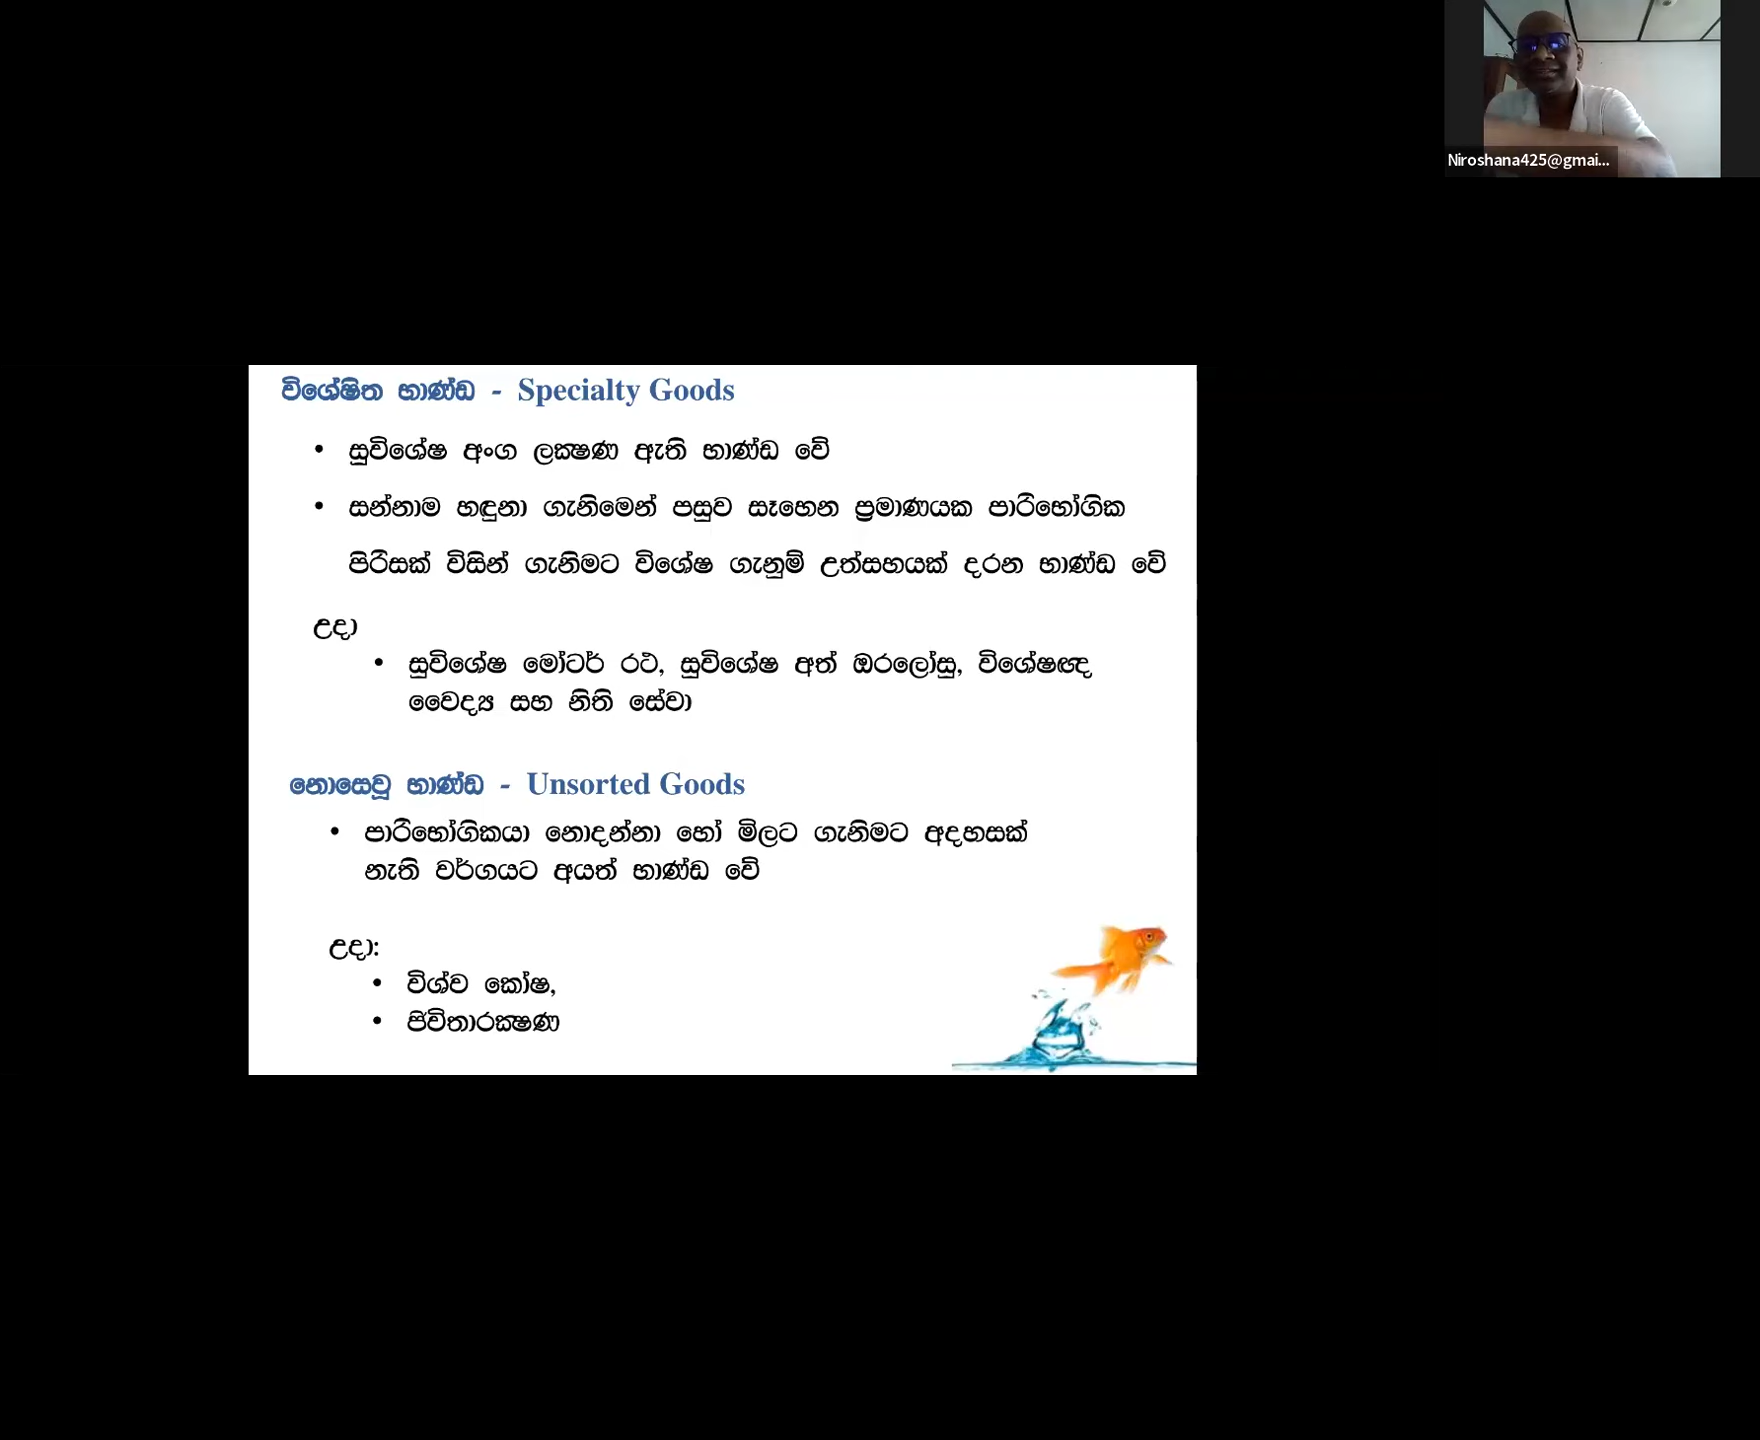 Niroshana425@gmai...
විශේෂිත භාණ්ඩ - Specialty Goods
• සුවිශේෂ අංග ලක්‍ෂණ ඇති භාණ්ඩ වේ
• සන්නාම හඳුනා ගැනිමෙන් පසුව සෑහෙන ප්‍රමාණයක පාරිභෝගික
පිරිසක් විසින් ගැනිමට විශේෂ ගැනුම් උත්සහයක් දරන භාණ්ඩ වේ
උදා
• සුවිශේෂ මෝටර් රථ, සුවිශේෂ අත් ඔරලෝසු, විශේෂඥ
වෛද්‍ය සහ නිති සේවා
නොසෙවූ භාණ්ඩ - Unsorted Goods
• පාරිභෝගිකයා නොදන්නා හෝ මිලට ගැනිමට අදහසක්
නැති වර්ගයට අයත් භාණ්ඩ වේ
උදා:
• විශ්ව කෝෂ,
• ජිවිතාරක්‍ෂණ